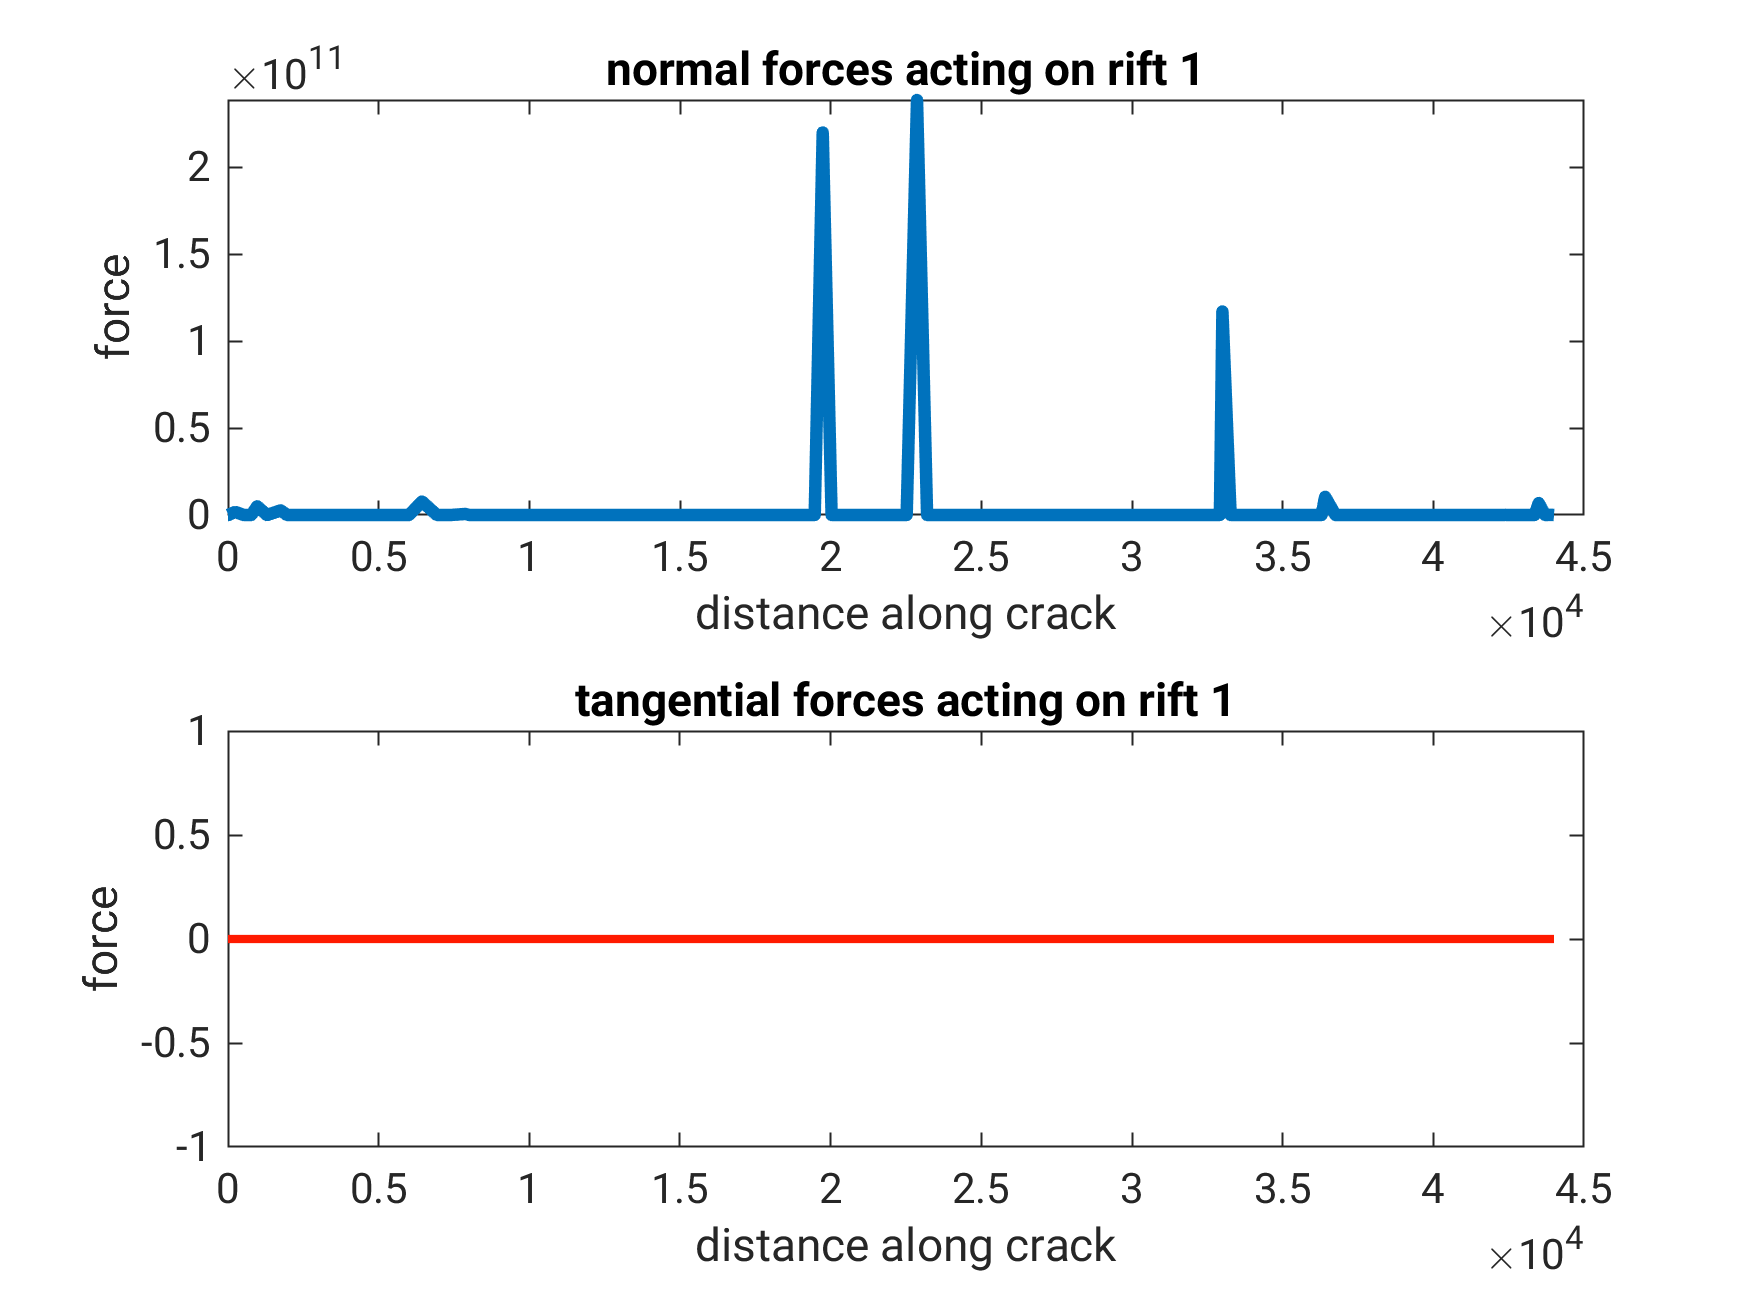 ×10^11
normal forces acting on rift 1
2
1.5
1
0.5
0
force
0 0.5 1 1.5 2 2.5 3 3.5 4 4.5
distance along crack
×10^4
tangential forces acting on rift 1
1
0.5
0
-0.5
-1
force
0 0.5 1 1.5 2 2.5 3 3.5 4 4.5
distance along crack
×10^4